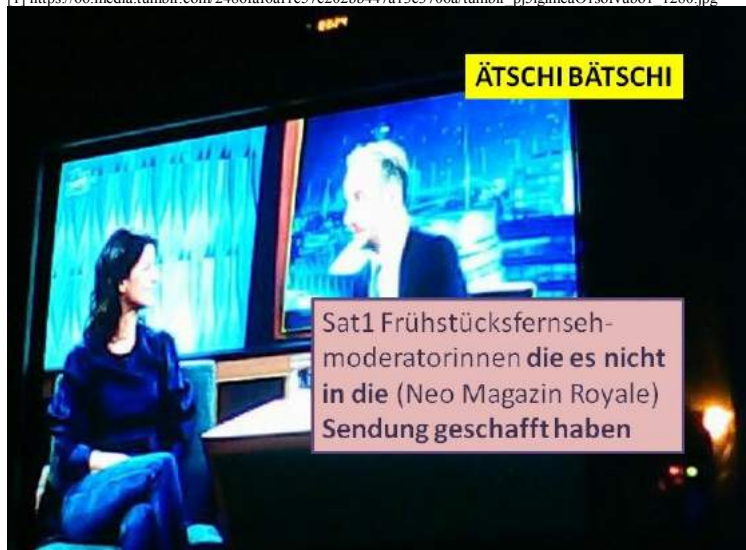 ÄTSCHI BÄTSCHI
Sat1 Frühstücksfernseh-
moderatorinnen die es nicht
in die (Neo Magazin Royale)
Sendung geschafft haben